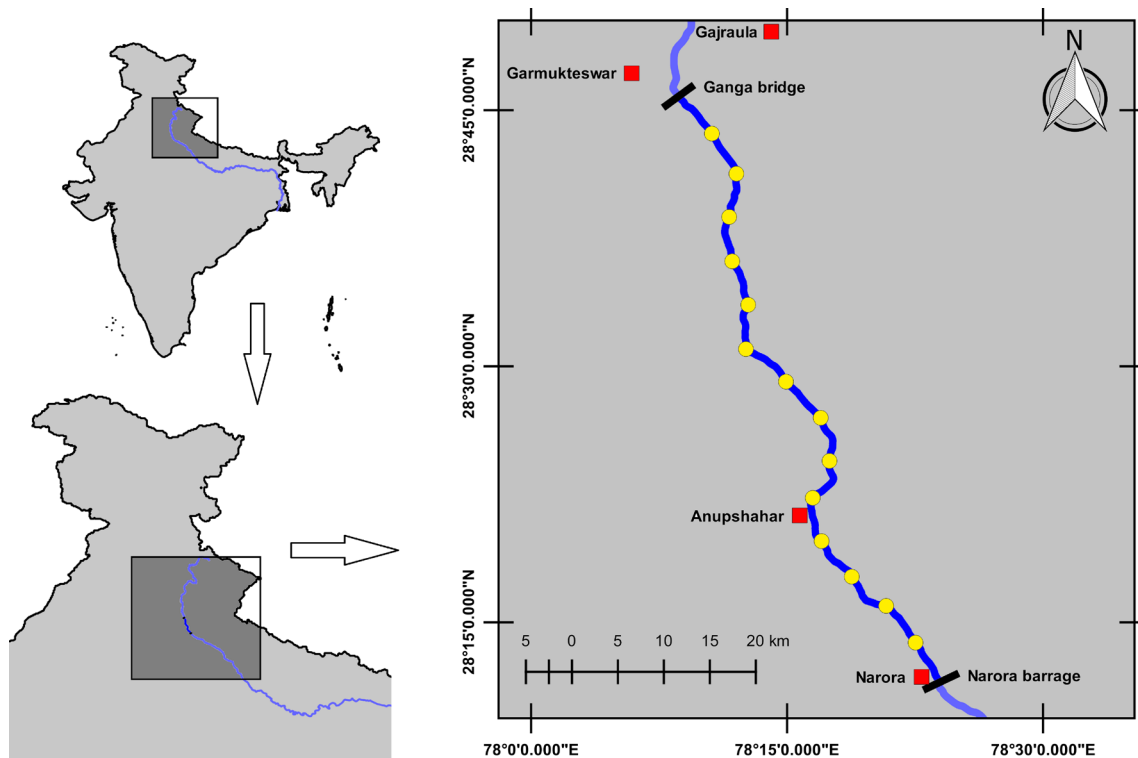 Gajraula
N
Garmukteswar
Ganga bridge
28°45'0.000"N
28°30'0.000"N
Anupshahar
28°15'0.000"N
5 0 5 10 15 20 km
Narora
Narora barrage
78°0'0.000"E 78°15'0.000"E 78°30'0.000"E